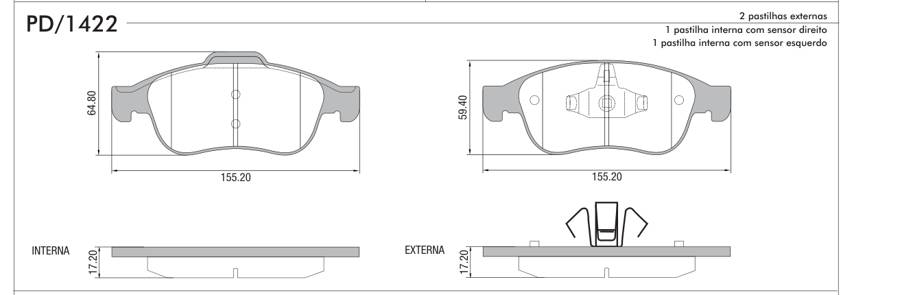 PD/1422
2 pastilhas externas
1 pastilha interna com sensor direito
1 pastilha interna com sensor esquerdo
64.80
155.20
59.40
155.20
INTERNA
17.20
EXTERNA
17.20